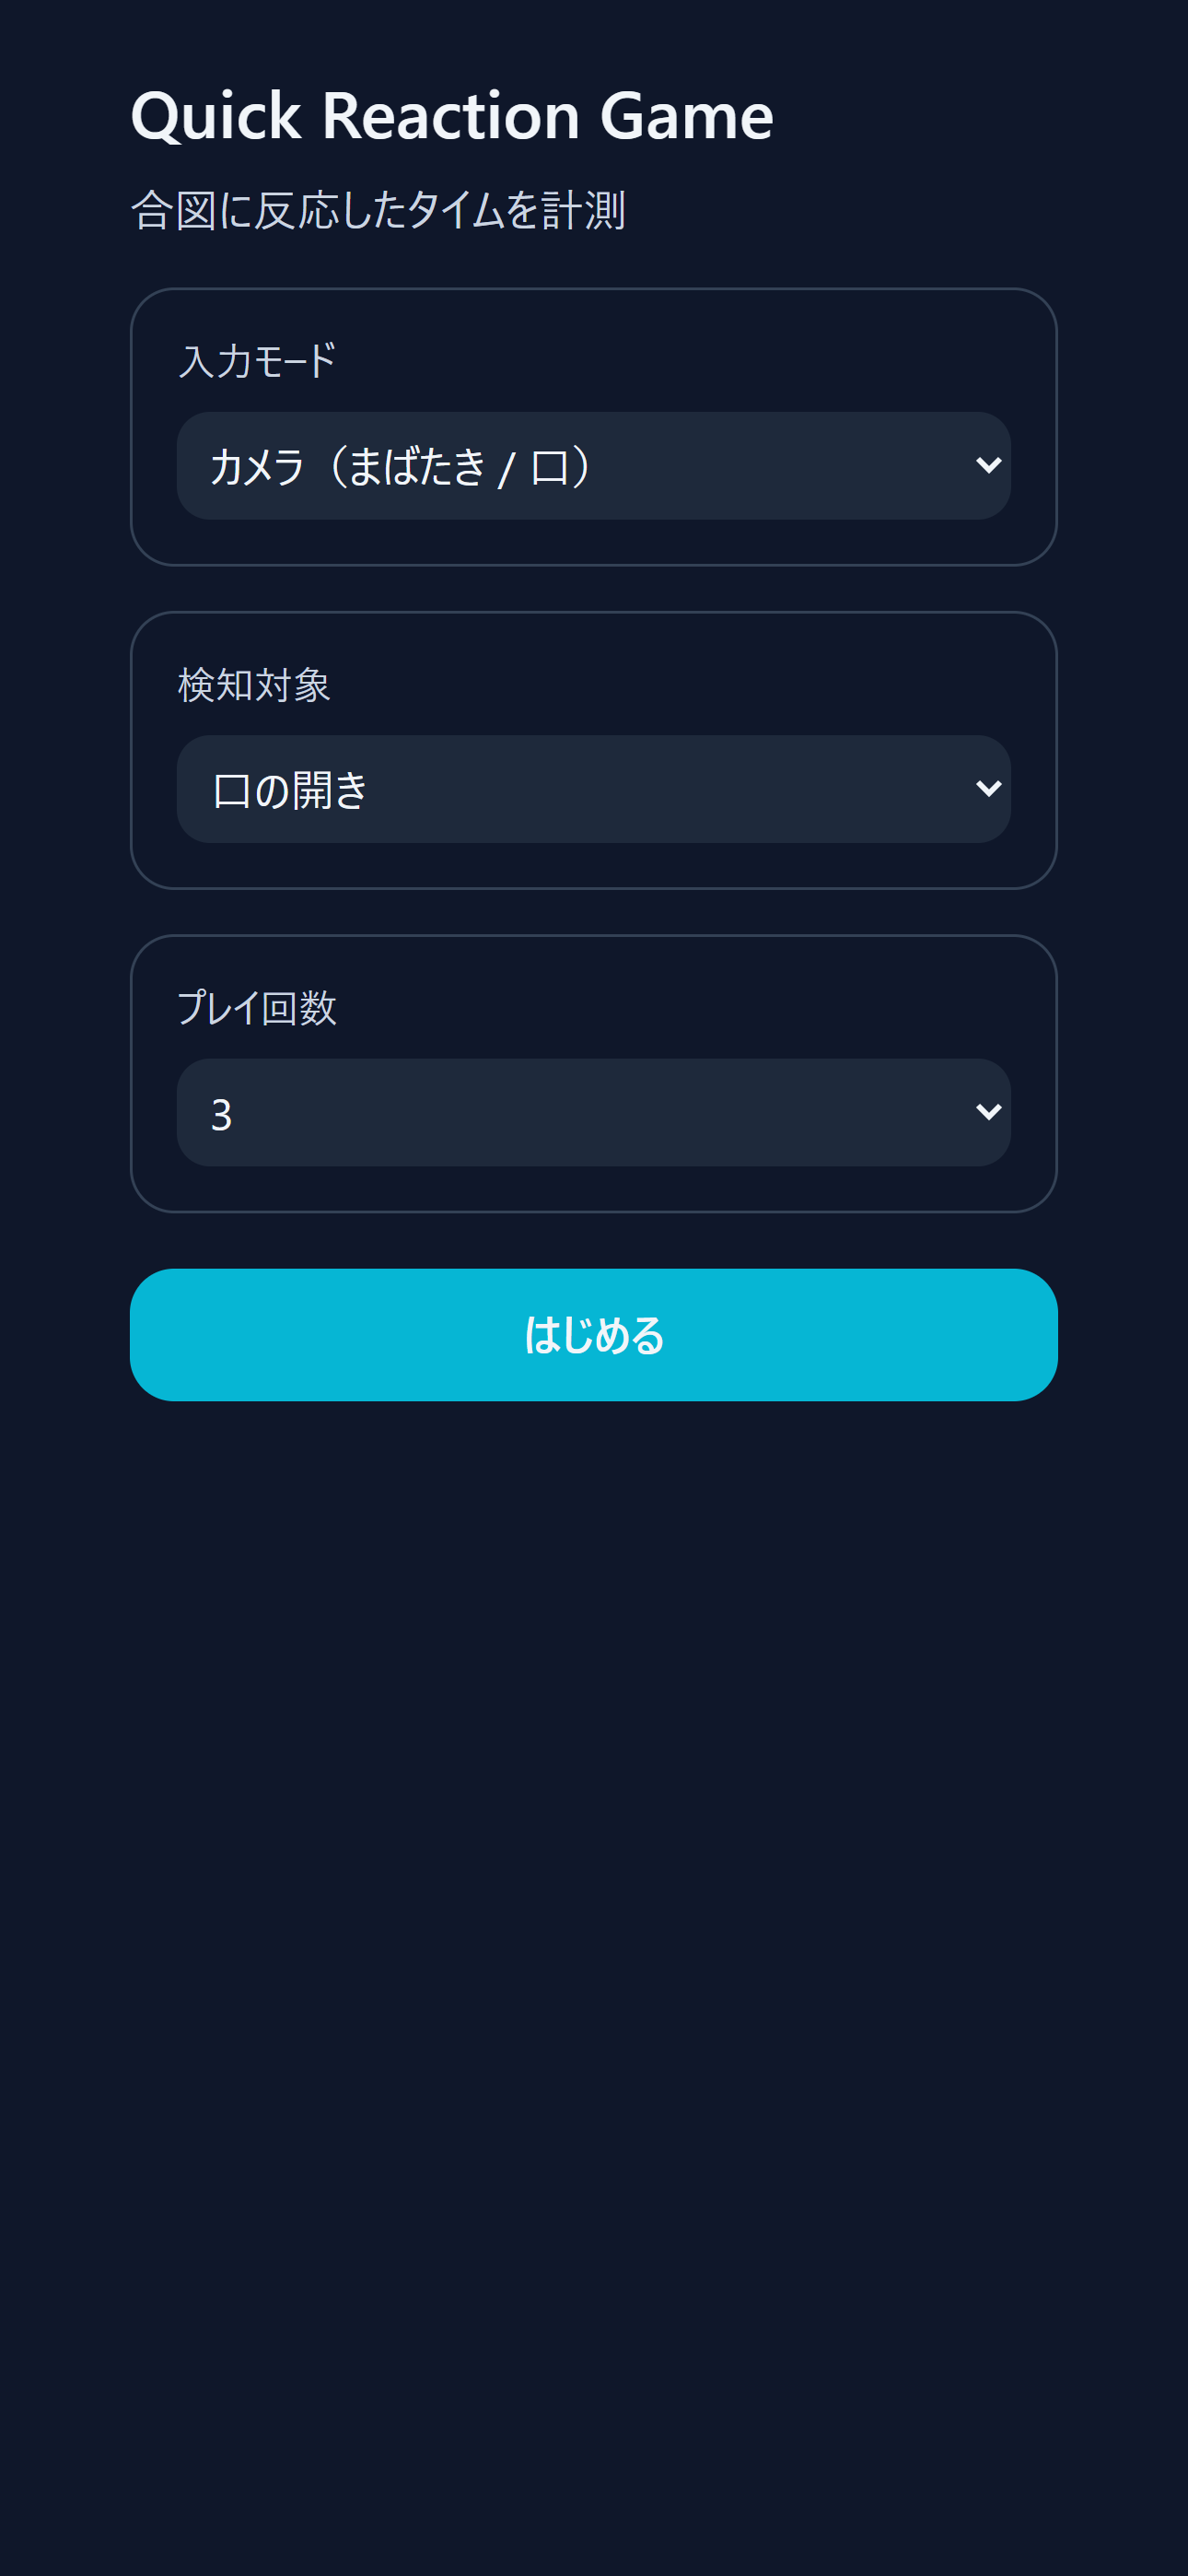 Quick Reaction Game
合図に反応したタイムを計測
入力モード
カメラ（まばたき / 口）
検知対象
口の開き
プレイ回数
3
はじめる